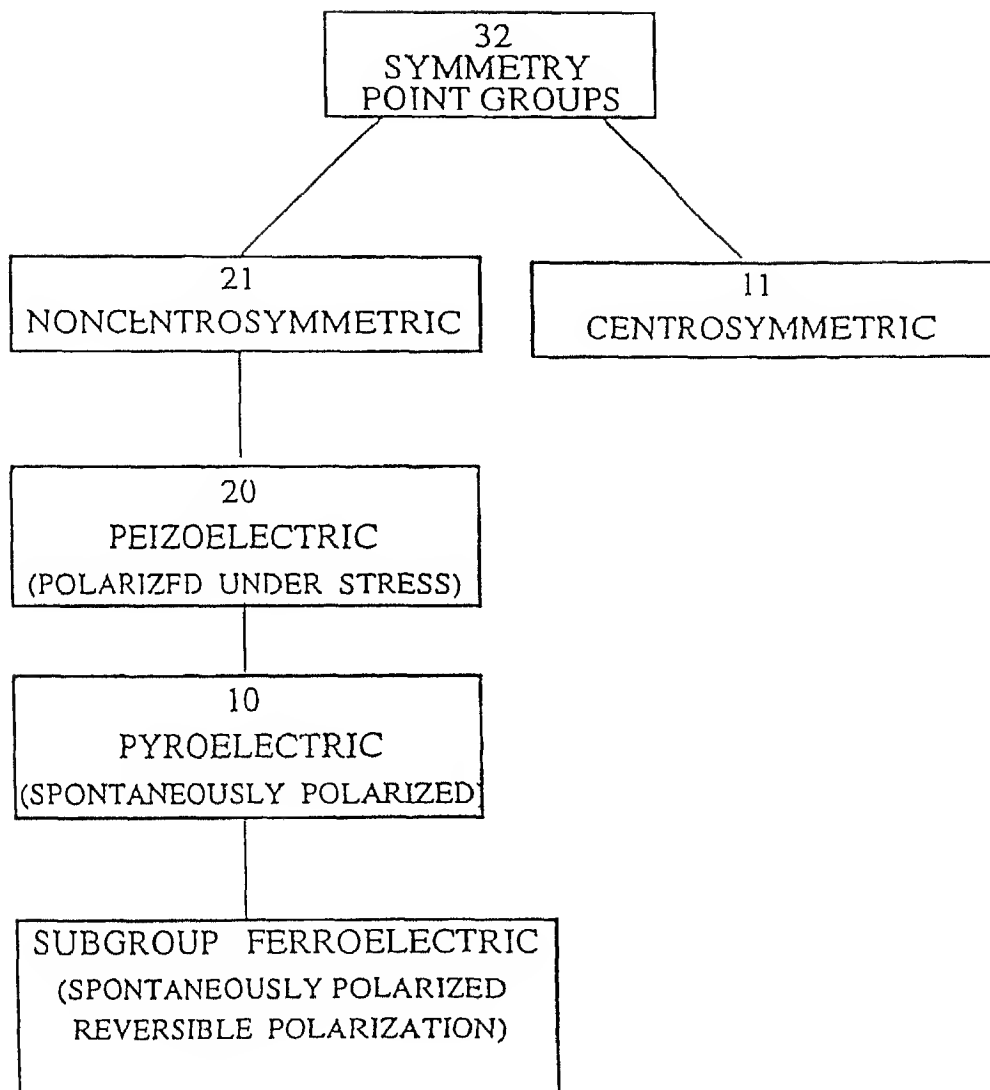 32
SYMMETRY
POINT GROUPS
21
NONCENTROSYMMETRIC
11
CENTROSYMMETRIC
20
PEIZOELECTRIC
(POLARIZED UNDER STRESS)
10
PYROELECTRIC
(SPONTANEOUSLY POLARIZED)
SUBGROUP FERROELECTRIC
(SPONTANEOUSLY POLARIZED
REVERSIBLE POLARIZATION)